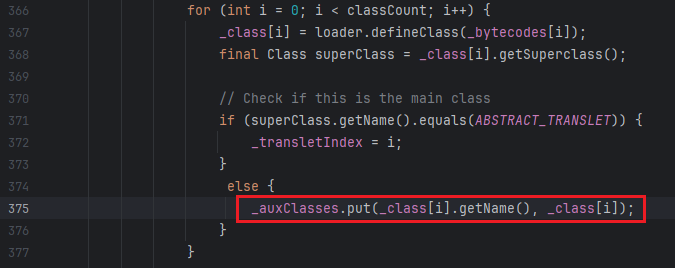 366 for (int i = 0; i < classCount; i++) {
367 _class[i] = loader.defineClass(_bytecodes[i]);
368 final Class superClass = _class[i].getSuperclass();
369
370 // Check if this is the main class
371 if (superClass.getName().equals(ABSTRACT_TRANSLET)) {
372 _transletIndex = i;
373 }
374 else {
375 _auxClasses.put(_class[i].getName(), _class[i]);
376 }
377 }